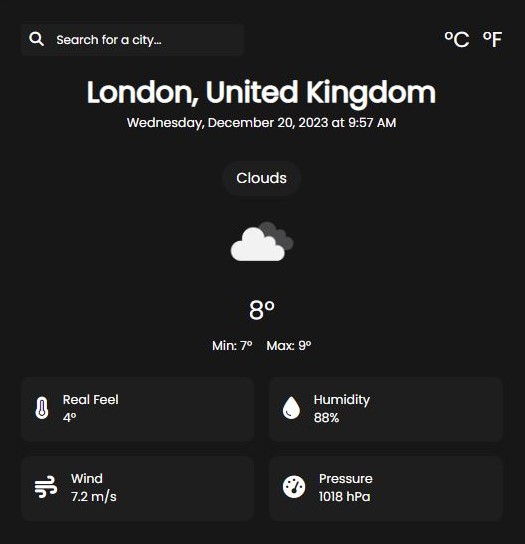 Search for a city...
°C °F
London, United Kingdom
Wednesday, December 20, 2023 at 9:57 AM
Clouds
8°
Min: 7° Max: 9°
Real Feel
4°
Humidity
88%
Wind
7.2 m/s
Pressure
1018 hPa